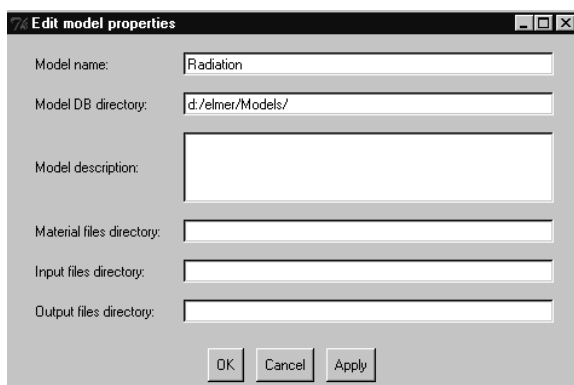 Edit model properties
Model name: Radiation
Model DB directory: d:/elmer/Models/
Model description:
Material files directory:
Input files directory:
Output files directory:
OK Cancel Apply